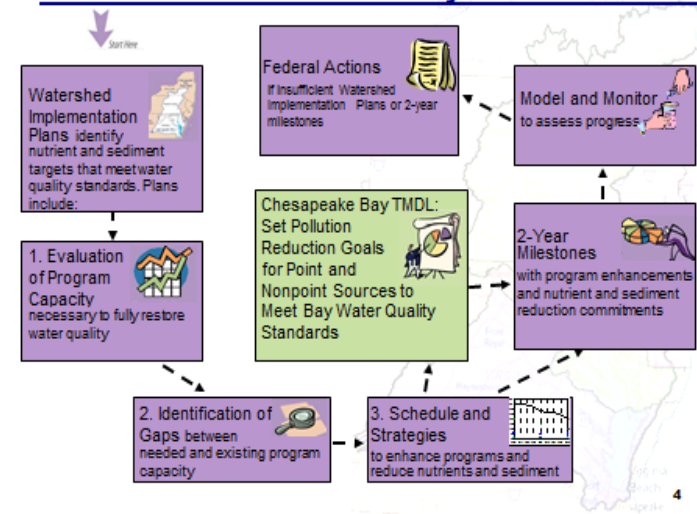 Start Here
Watershed
Implementation
Plans identify
nutrient and sediment
targets that meet water
quality standards. Plans
include:
1. Evaluation
of Program
Capacity
necessary to fully restore
water quality
2. Identification of
Gaps between
needed and existing program
capacity
3. Schedule and
Strategies
to enhance programs and
reduce nutrients and sediment
Chesapeake Bay TMDL:
Set Pollution
Reduction Goals
for Point and
Nonpoint Sources to
Meet Bay Water Quality
Standards
2-Year
Milestones
with program enhancements
and nutrient and sediment
reduction commitments
Model and Monitor
to assess progress
Federal Actions
If Insufficient Watershed
Implementation Plans or 2-year
milestones
4